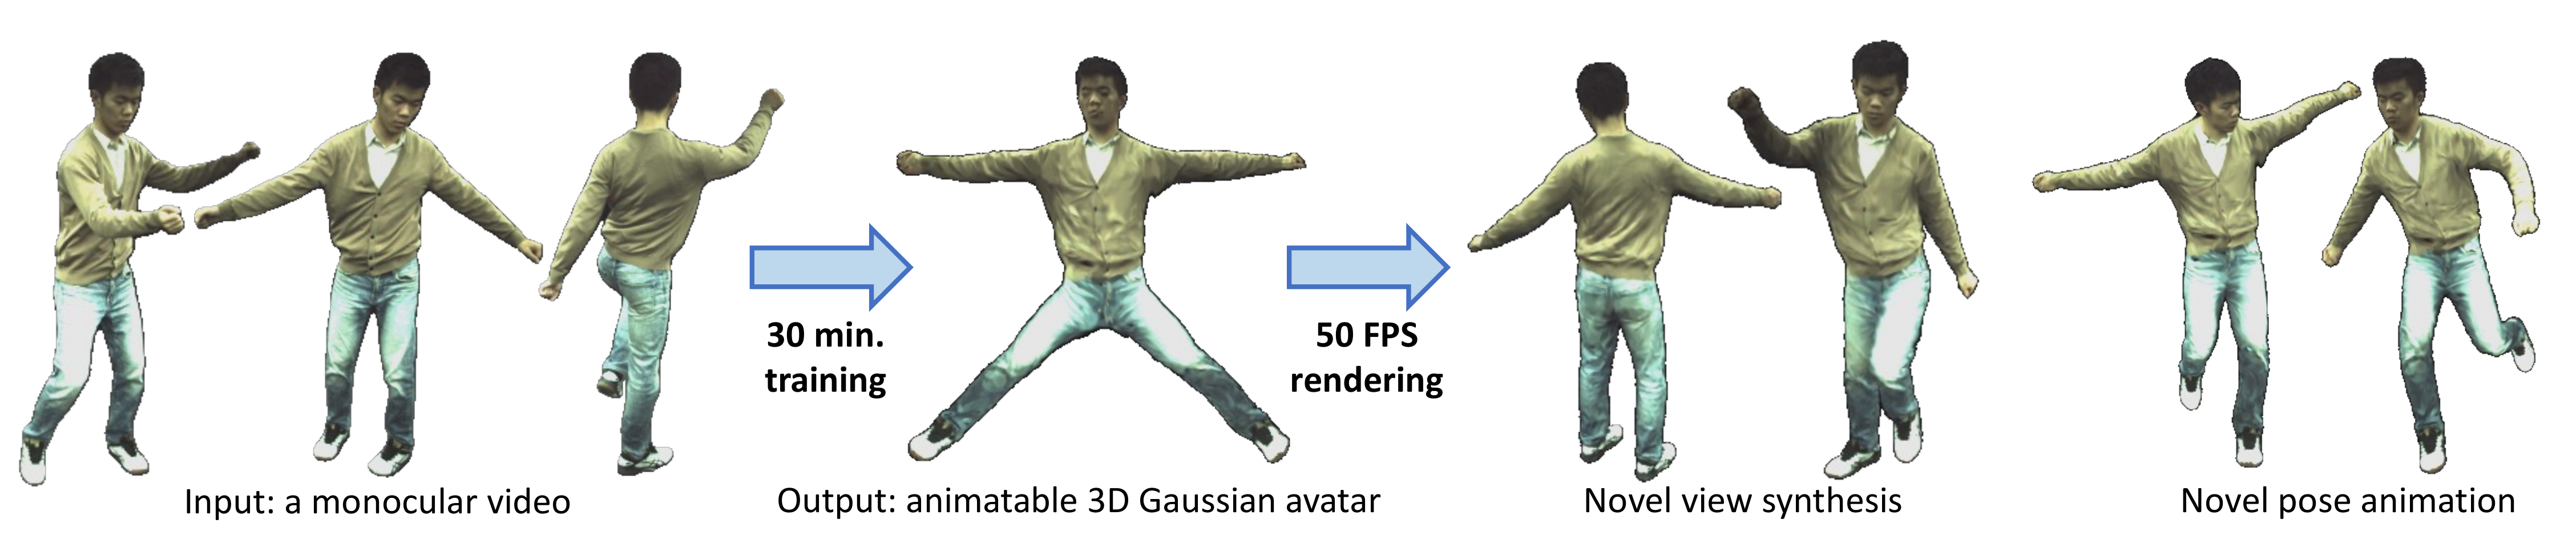 30 min.
training
50 FPS
rendering
Input: a monocular video
Output: animatable 3D Gaussian avatar
Novel view synthesis
Novel pose animation